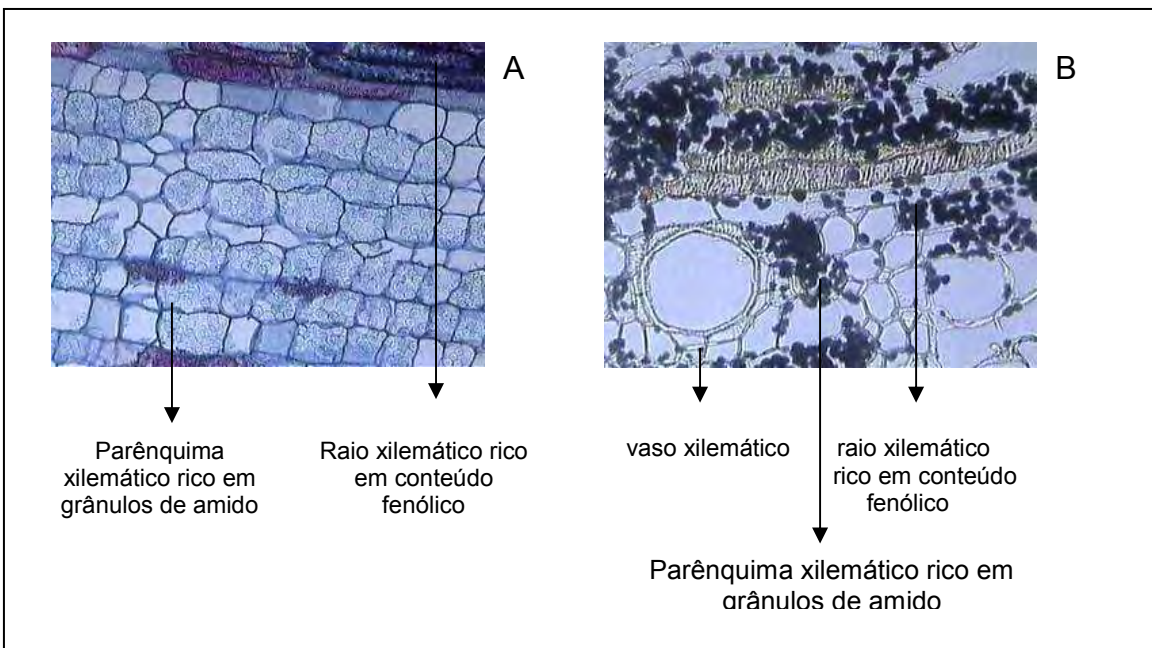 A
B
Parênquima
xilemático rico em
grânulos de amido
Raio xilemático rico
em conteúdo
fenólico
vaso xilemático
raio xilemático
rico em conteúdo
fenólico
Parênquima xilemático rico em
grânulos de amido